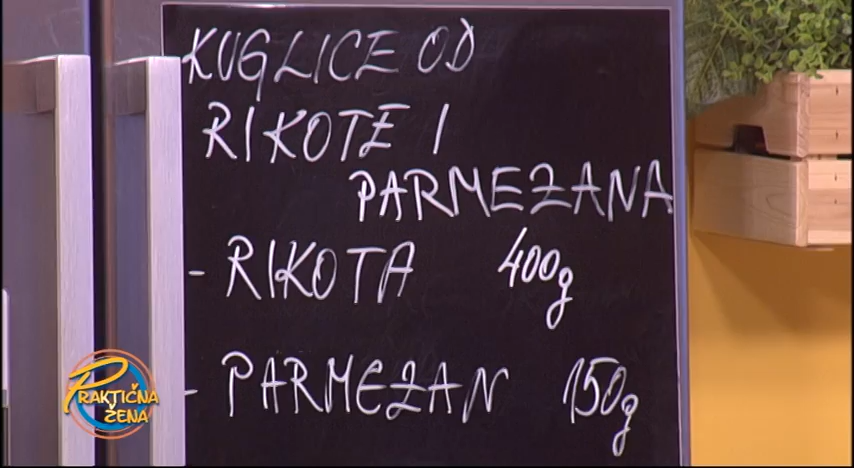 KUGLICE OD
RIKOTE I
PARMEZANA
- RIKOTA 400g
- PARMEZAN 150g
PRAKTIČNA
ŽENA